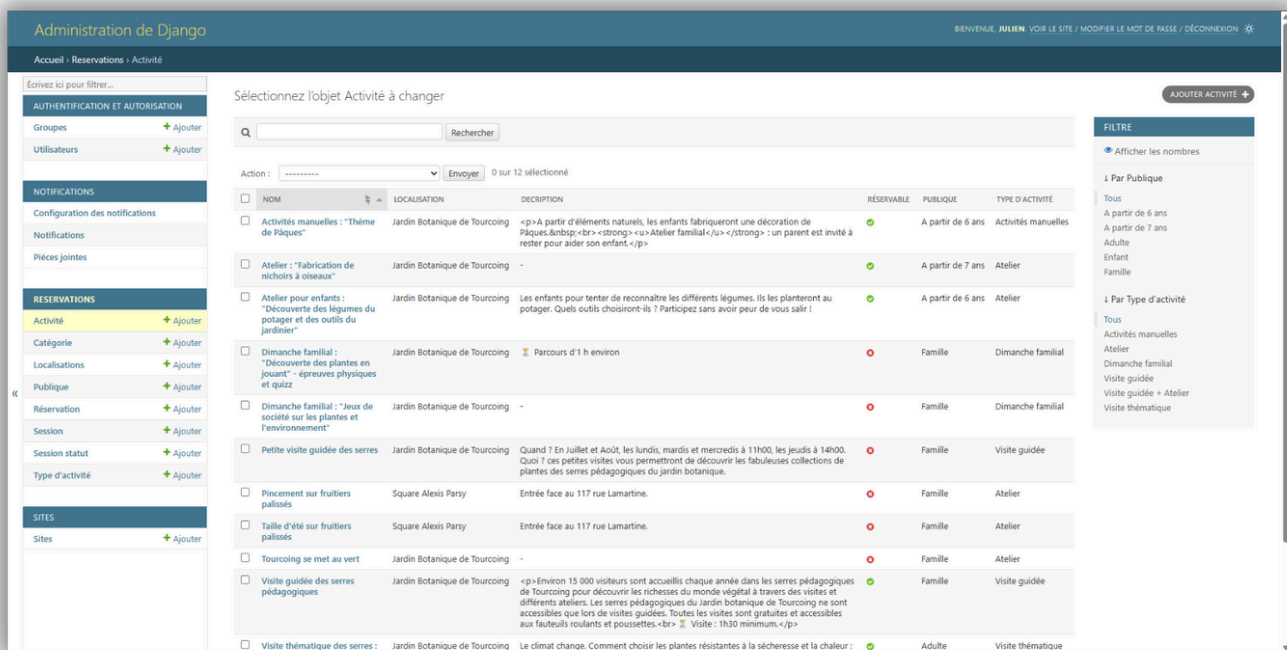 Administration de Django
BIENVENUE, JULIEN. VOIR LE SITE / MODIFIER LE MOT DE PASSE / DÉCONNEXION
Accueil › Reservations › Activité
Écrivez ici pour filtrer…
AUTHENTIFICATION ET AUTORISATION
Groupes + Ajouter
Utilisateurs + Ajouter
NOTIFICATIONS
Configuration des notifications
Notifications
Pièces jointes
RESERVATIONS
Activité + Ajouter
Catégorie + Ajouter
Localisations + Ajouter
Publique + Ajouter
Réservation + Ajouter
Session + Ajouter
Session statut + Ajouter
Type d'activité + Ajouter
SITES
Sites + Ajouter
«
Sélectionnez l'objet Activité à changer
AJOUTER ACTIVITÉ +
Rechercher
Action : --------- Envoyer 0 sur 12 sélectionné
NOM LOCALISATION DECRIPTION RÉSERVABLE PUBLIQUE TYPE D'ACTIVITÉ
Activités manuelles : "Thème Jardin Botanique de Tourcoing <p>A partir d'éléments naturels, les enfants fabriqueront une décoration de A partir de 6 ans Activités manuelles
de Pâques" Pâques.&nbsp;<br><strong><u>Atelier familial</u></strong> : un parent est invité à
rester pour aider son enfant.</p>
Atelier : "Fabrication de Jardin Botanique de Tourcoing - A partir de 7 ans Atelier
nichoirs à oiseaux"
Atelier pour enfants : Jardin Botanique de Tourcoing Les enfants pour tenter de reconnaître les différents légumes. Ils les planteront au A partir de 6 ans Atelier
"Découverte des légumes du potager. Quels outils choisiront-ils ? Participez sans avoir peur de vous salir !
potager et des outils du
jardinier"
Dimanche familial : Jardin Botanique de Tourcoing ⏳ Parcours d'1 h environ Famille Dimanche familial
"Découverte des plantes en
jouant" - épreuves physiques
et quizz
Dimanche familial : "Jeux de Jardin Botanique de Tourcoing - Famille Dimanche familial
société sur les plantes et
l'environnement"
Petite visite guidée des serres Jardin Botanique de Tourcoing Quand ? En Juillet et Août, les lundis, mardis et mercredis à 11h00, les jeudis à 14h00. Famille Visite guidée
Quoi ? ces petites visites vous permettront de découvrir les fabuleuses collections de
plantes des serres pédagogiques du jardin botanique.
Pincement sur fruitiers Square Alexis Parsy Entrée face au 117 rue Lamartine. Famille Atelier
palissés
Taille d'été sur fruitiers Square Alexis Parsy Entrée face au 117 rue Lamartine. Famille Atelier
palissés
Tourcoing se met au vert Jardin Botanique de Tourcoing - Famille Atelier
Visite guidée des serres Jardin Botanique de Tourcoing <p>Environ 15 000 visiteurs sont accueillis chaque année dans les serres pédagogiques Famille Visite guidée
pédagogiques de Tourcoing pour découvrir les richesses du monde végétal à travers des visites et
différents ateliers. Les serres pédagogiques du Jardin botanique de Tourcoing ne sont
accessibles que lors de visites guidées. Toutes les visites sont gratuites et accessibles
aux fauteuils roulants et poussettes.<br> ⏳ Visite : 1h30 minimum.</p>
Visite thématique des serres : Jardin Botanique de Tourcoing Le climat change. Comment choisir les plantes résistantes à la sécheresse et la chaleur : Adulte Visite thématique
FILTRE
Afficher les nombres
↓ Par Publique
Tous
A partir de 6 ans
A partir de 7 ans
Adulte
Enfant
Famille
↓ Par Type d'activité
Tous
Activités manuelles
Atelier
Dimanche familial
Visite guidée
Visite guidée + Atelier
Visite thématique